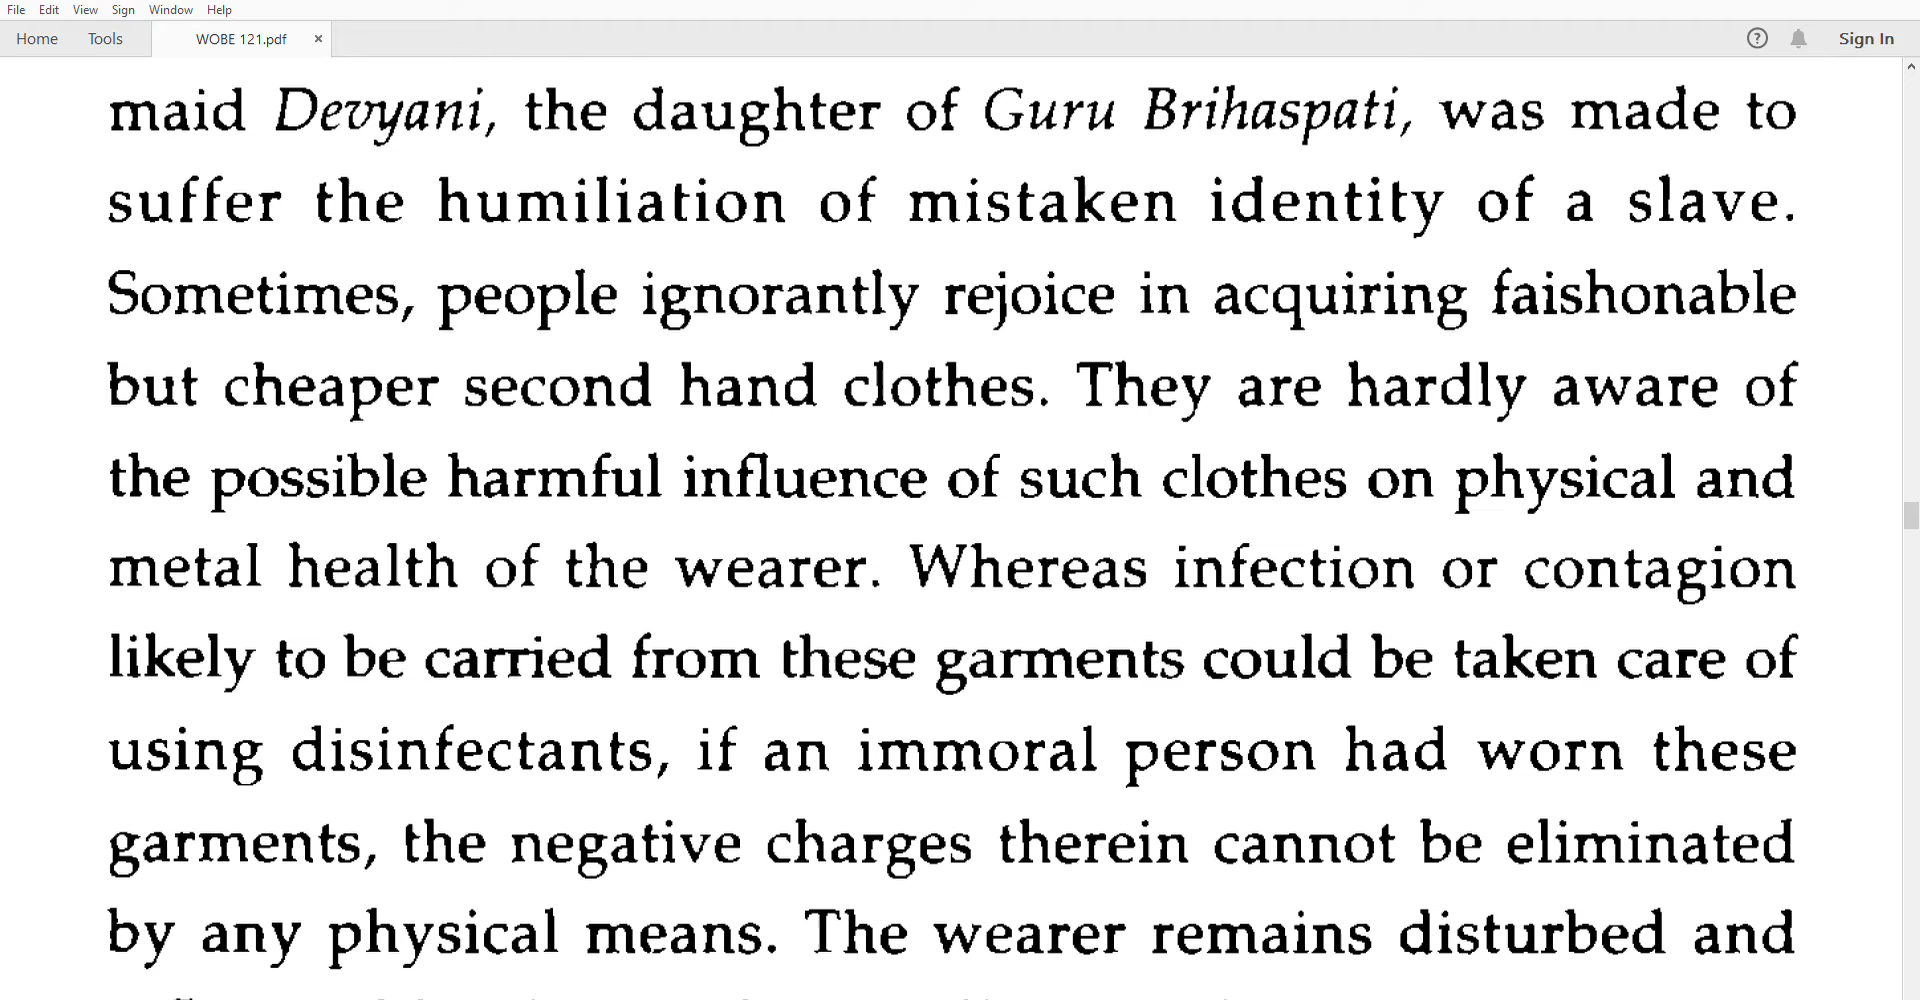 File Edit View Sign Window Help
Home Tools WOBE 121.pdf × ? Sign In
maid Devyani, the daughter of Guru Brihaspati, was made to
suffer the humiliation of mistaken identity of a slave.
Sometimes, people ignorantly rejoice in acquiring faishonable
but cheaper second hand clothes. They are hardly aware of
the possible harmful influence of such clothes on physical and
metal health of the wearer. Whereas infection or contagion
likely to be carried from these garments could be taken care of
using disinfectants, if an immoral person had worn these
garments, the negative charges therein cannot be eliminated
by any physical means. The wearer remains disturbed and